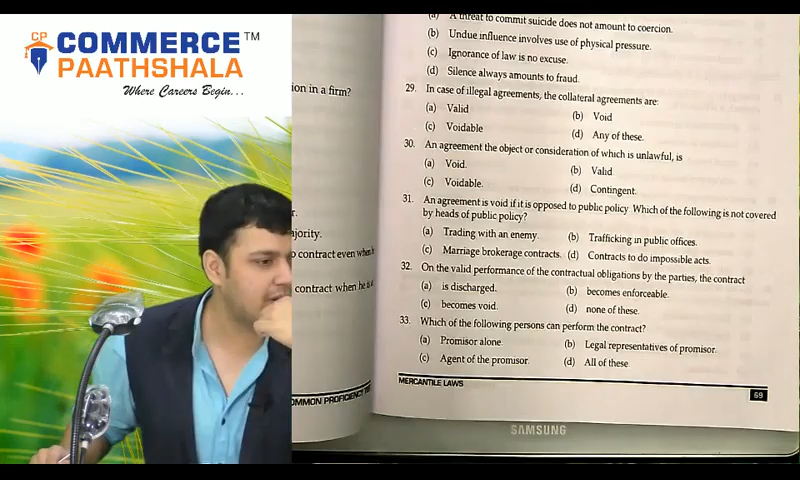 CP
COMMERCE™
PAATHSHALA
Where Careers Begin...
ion in a firm?
r.
ajority.
o contract even when h
contract when he is a
OMMON PROFICIENCY TE
(a) A threat to commit suicide does not amount to coercion.
(b) Undue influence involves use of physical pressure.
(c) Ignorance of law is no excuse.
(d) Silence always amounts to fraud.
29. In case of illegal agreements, the collateral agreements are:
(a) Valid (b) Void
(c) Voidable (d) Any of these.
30. An agreement the object or consideration of which is unlawful, is
(a) Void. (b) Valid.
(c) Voidable. (d) Contingent.
31. An agreement is void if it is opposed to public policy. Which of the following is not covered
by heads of public policy?
(a) Trading with an enemy. (b) Trafficking in public offices.
(c) Marriage brokerage contracts. (d) Contracts to do impossible acts.
32. On the valid performance of the contractual obligations by the parties, the contract
(a) is discharged. (b) becomes enforceable.
(c) becomes void. (d) none of these.
33. Which of the following persons can perform the contract?
(a) Promisor alone. (b) Legal representatives of promisor.
(c) Agent of the promisor. (d) All of these.
MERCANTILE LAWS 69
SAMSUNG